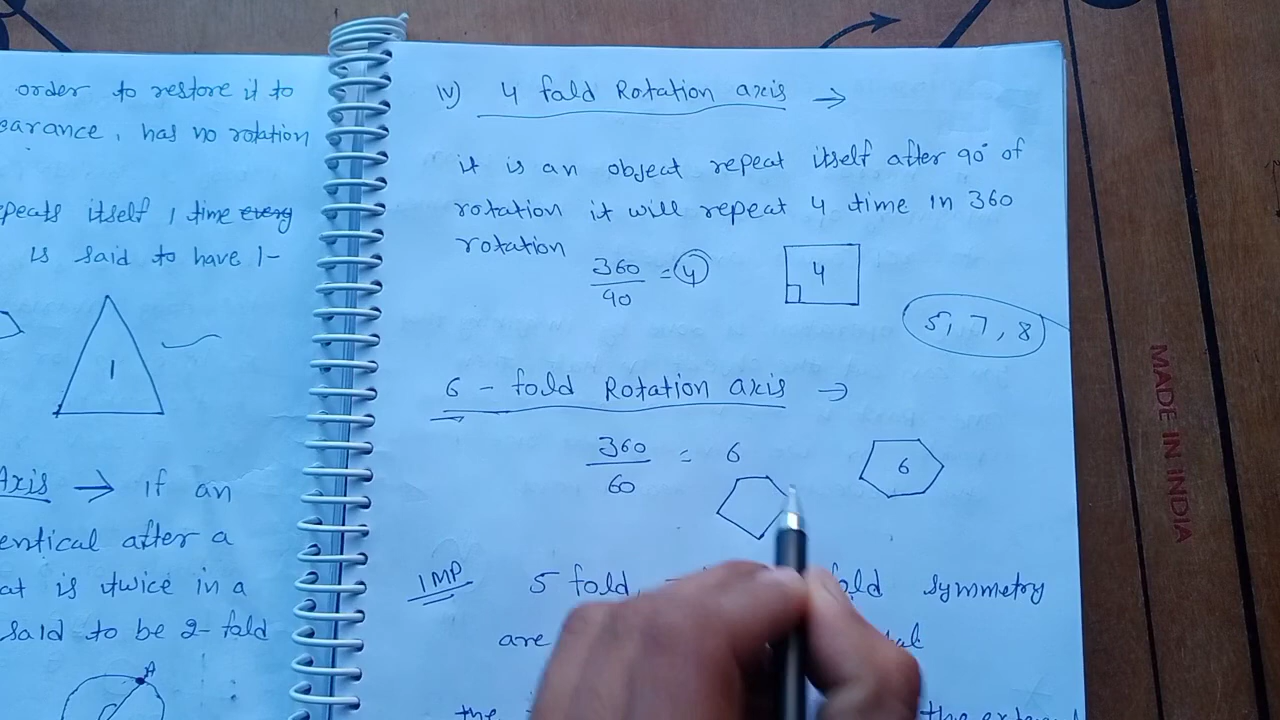 order to restore it to
earance, has no rotation
epeats itself 1 time every
is said to have 1-
1
Axis → if an
entical after a
at is twice in a
said to be 2-fold
A
IV) 4 fold Rotation axis →
it is an object repeat itself after 90° of
rotation it will repeat 4 time in 360
rotation
360/90 = 4
4
5, 7, 8
6 - fold Rotation axis →
360/60 = 6
6
IMP 5 fold, fold symmetry
are
the
MADE IN INDIA